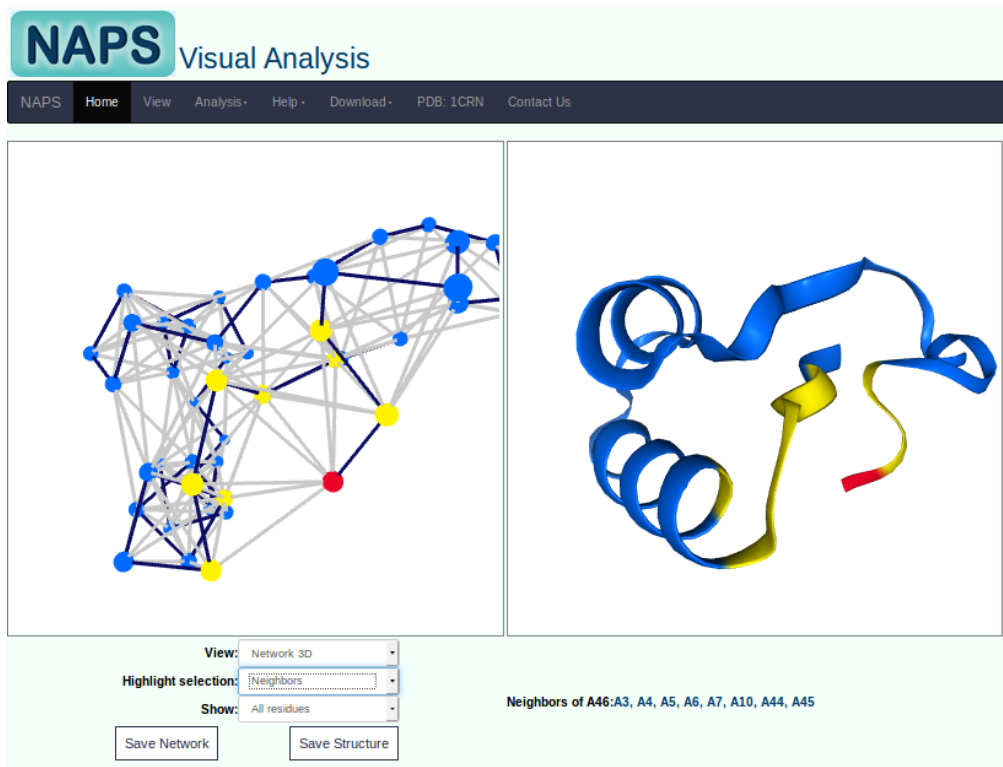 NAPS Visual Analysis
NAPS Home View Analysis Help Download PDB: 1CRN Contact Us
View: Network 3D
Highlight selection: Neighbors
Neighbors of A46:A3, A4, A5, A6, A7, A10, A44, A45
Show: All residues
Save Network Save Structure